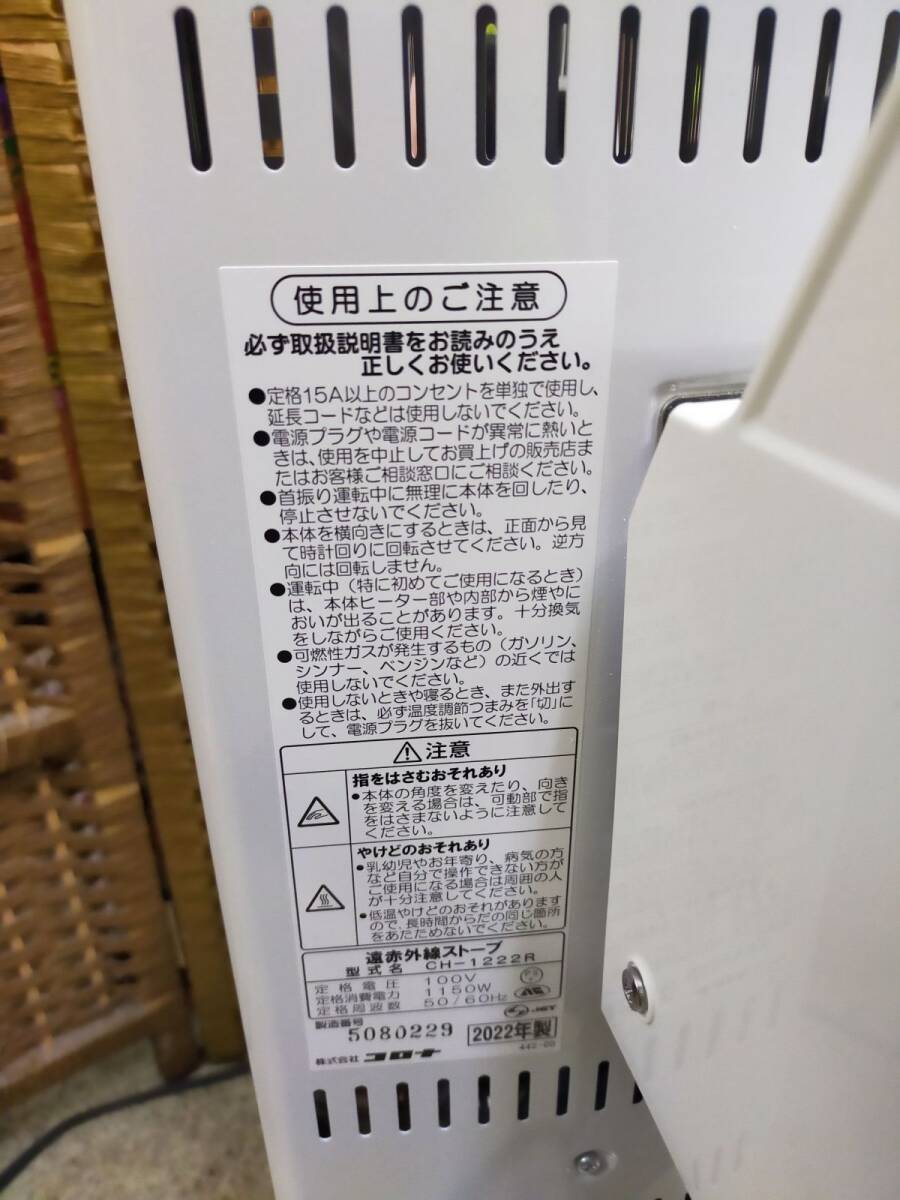 使用上のご注意
必ず取扱説明書をお読みのうえ
正しくお使いください。
●定格15A以上のコンセントを単独で使用し、
延長コードなどは使用しないでください。
●電源プラグや電源コードが異常に熱いと
きは、使用を中止してお買上げの販売店ま
たはお客様ご相談窓口にご相談ください。
●首振り運転中に無理に本体を回したり、
停止させないでください。
●本体を横向きにするときは、正面から見
て時計回りに回転させてください。逆方
向には回転しません。
●運転中（特に初めてご使用になるとき）
は、本体ヒーター部や内部から煙やに
おいが出ることがあります。十分換気
をしながらご使用ください。
●可燃性ガスが発生するもの（ガソリン、
シンナー、ベンジンなど）の近くでは
使用しないでください。
●使用しないときや寝るとき、また外出す
るときは、必ず温度調節つまみを「切」に
して、電源プラグを抜いてください。
⚠注意
指をはさむおそれあり
●本体の角度を変えたり、向き
を変える場合は、可動部で指
をはさまないように注意して
ください。
やけどのおそれあり
●乳幼児やお年寄り、病気の方
など自分で操作できない方が
ご使用になる場合は周囲の人
が十分注意してください。
●低温やけどのおそれがあります
ので、長時間からだの同じ箇所
をあたためないでください。
遠赤外線ストーブ
型式名 CH-1222R
定格電圧 100V
定格消費電力 1150W
定格周波数 50/60Hz
製造番号
5080229 2022年製
株式会社 コロナ